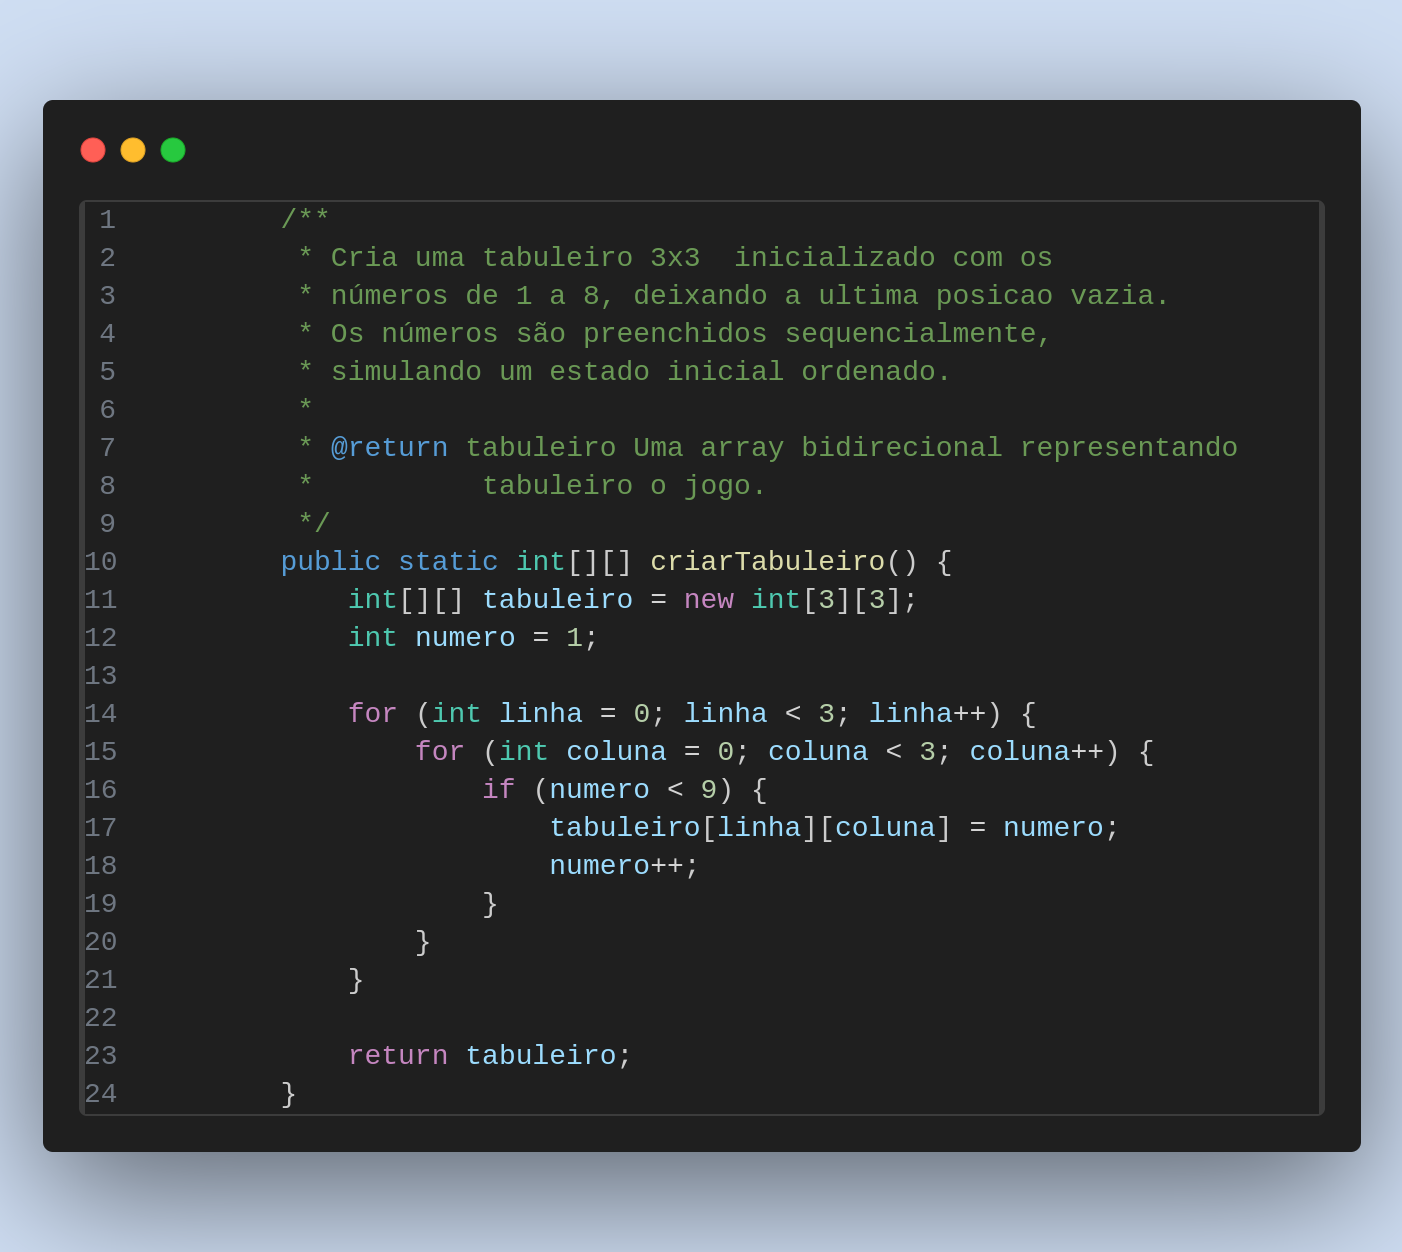 1 /**
2  * Cria uma tabuleiro 3x3  inicializado com os
3  * números de 1 a 8, deixando a ultima posicao vazia.
4  * Os números são preenchidos sequencialmente,
5  * simulando um estado inicial ordenado.
6  *
7  * @return tabuleiro Uma array bidirecional representando
8  *          tabuleiro o jogo.
9  */
10 public static int[][] criarTabuleiro() {
11     int[][] tabuleiro = new int[3][3];
12     int numero = 1;
13
14     for (int linha = 0; linha < 3; linha++) {
15         for (int coluna = 0; coluna < 3; coluna++) {
16             if (numero < 9) {
17                 tabuleiro[linha][coluna] = numero;
18                 numero++;
19             }
20         }
21     }
22
23     return tabuleiro;
24 }